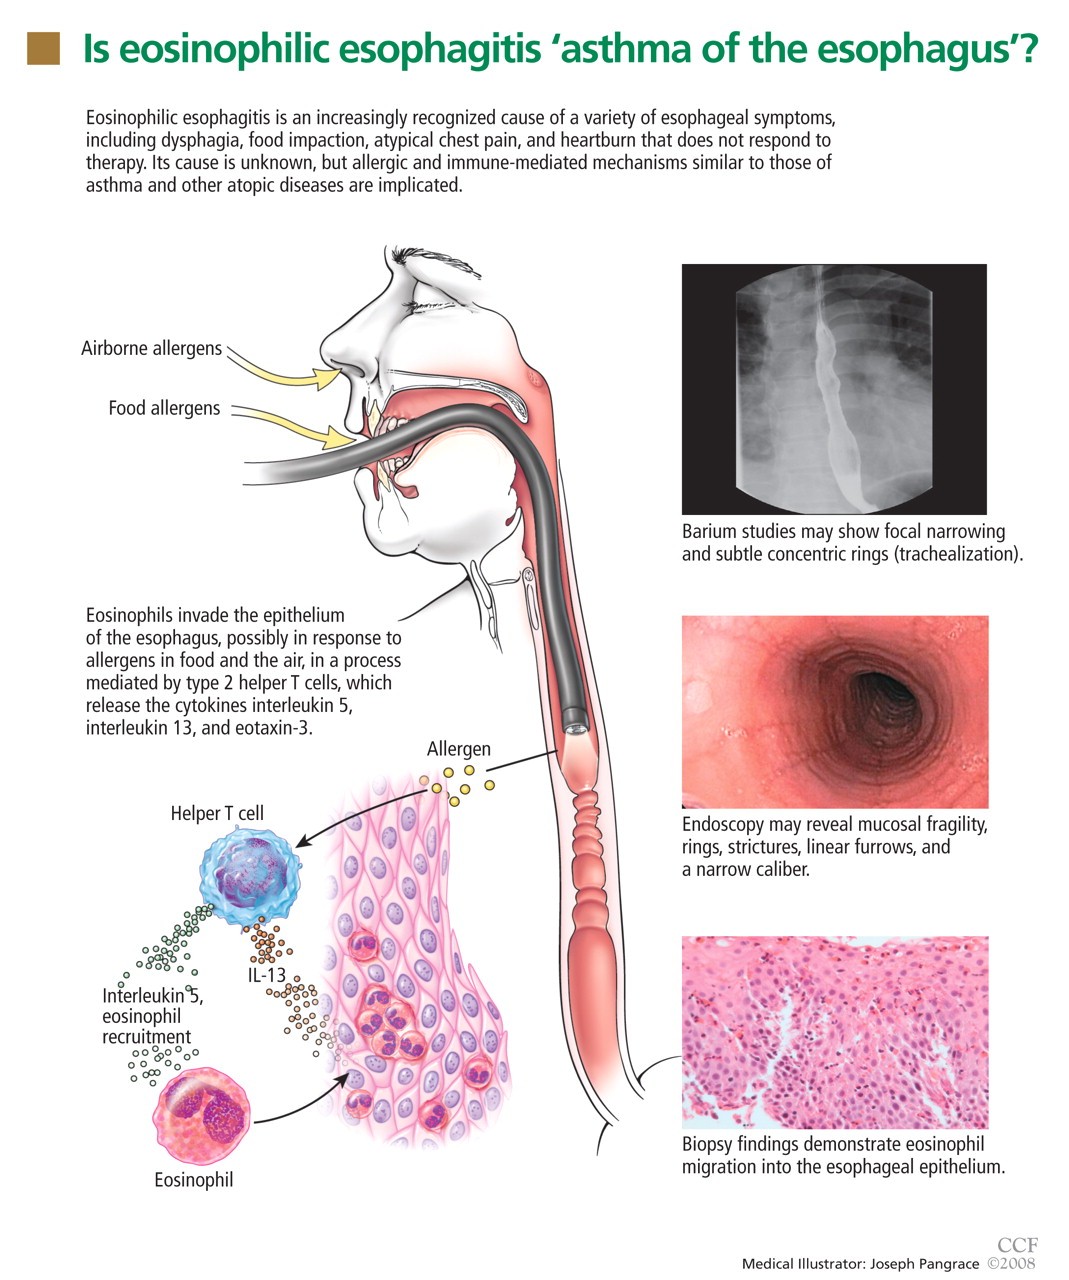 Is eosinophilic esophagitis ‘asthma of the esophagus’?
Eosinophilic esophagitis is an increasingly recognized cause of a variety of esophageal symptoms,
including dysphagia, food impaction, atypical chest pain, and heartburn that does not respond to
therapy. Its cause is unknown, but allergic and immune-mediated mechanisms similar to those of
asthma and other atopic diseases are implicated.
Airborne allergens
Food allergens
Barium studies may show focal narrowing
and subtle concentric rings (trachealization).
Eosinophils invade the epithelium
of the esophagus, possibly in response to
allergens in food and the air, in a process
mediated by type 2 helper T cells, which
release the cytokines interleukin 5,
interleukin 13, and eotaxin-3.
Allergen
Helper T cell
IL-13
Interleukin 5,
eosinophil
recruitment
Eosinophil
Endoscopy may reveal mucosal fragility,
rings, strictures, linear furrows, and
a narrow caliber.
Biopsy findings demonstrate eosinophil
migration into the esophageal epithelium.
CCF
Medical Illustrator: Joseph Pangrace ©2008